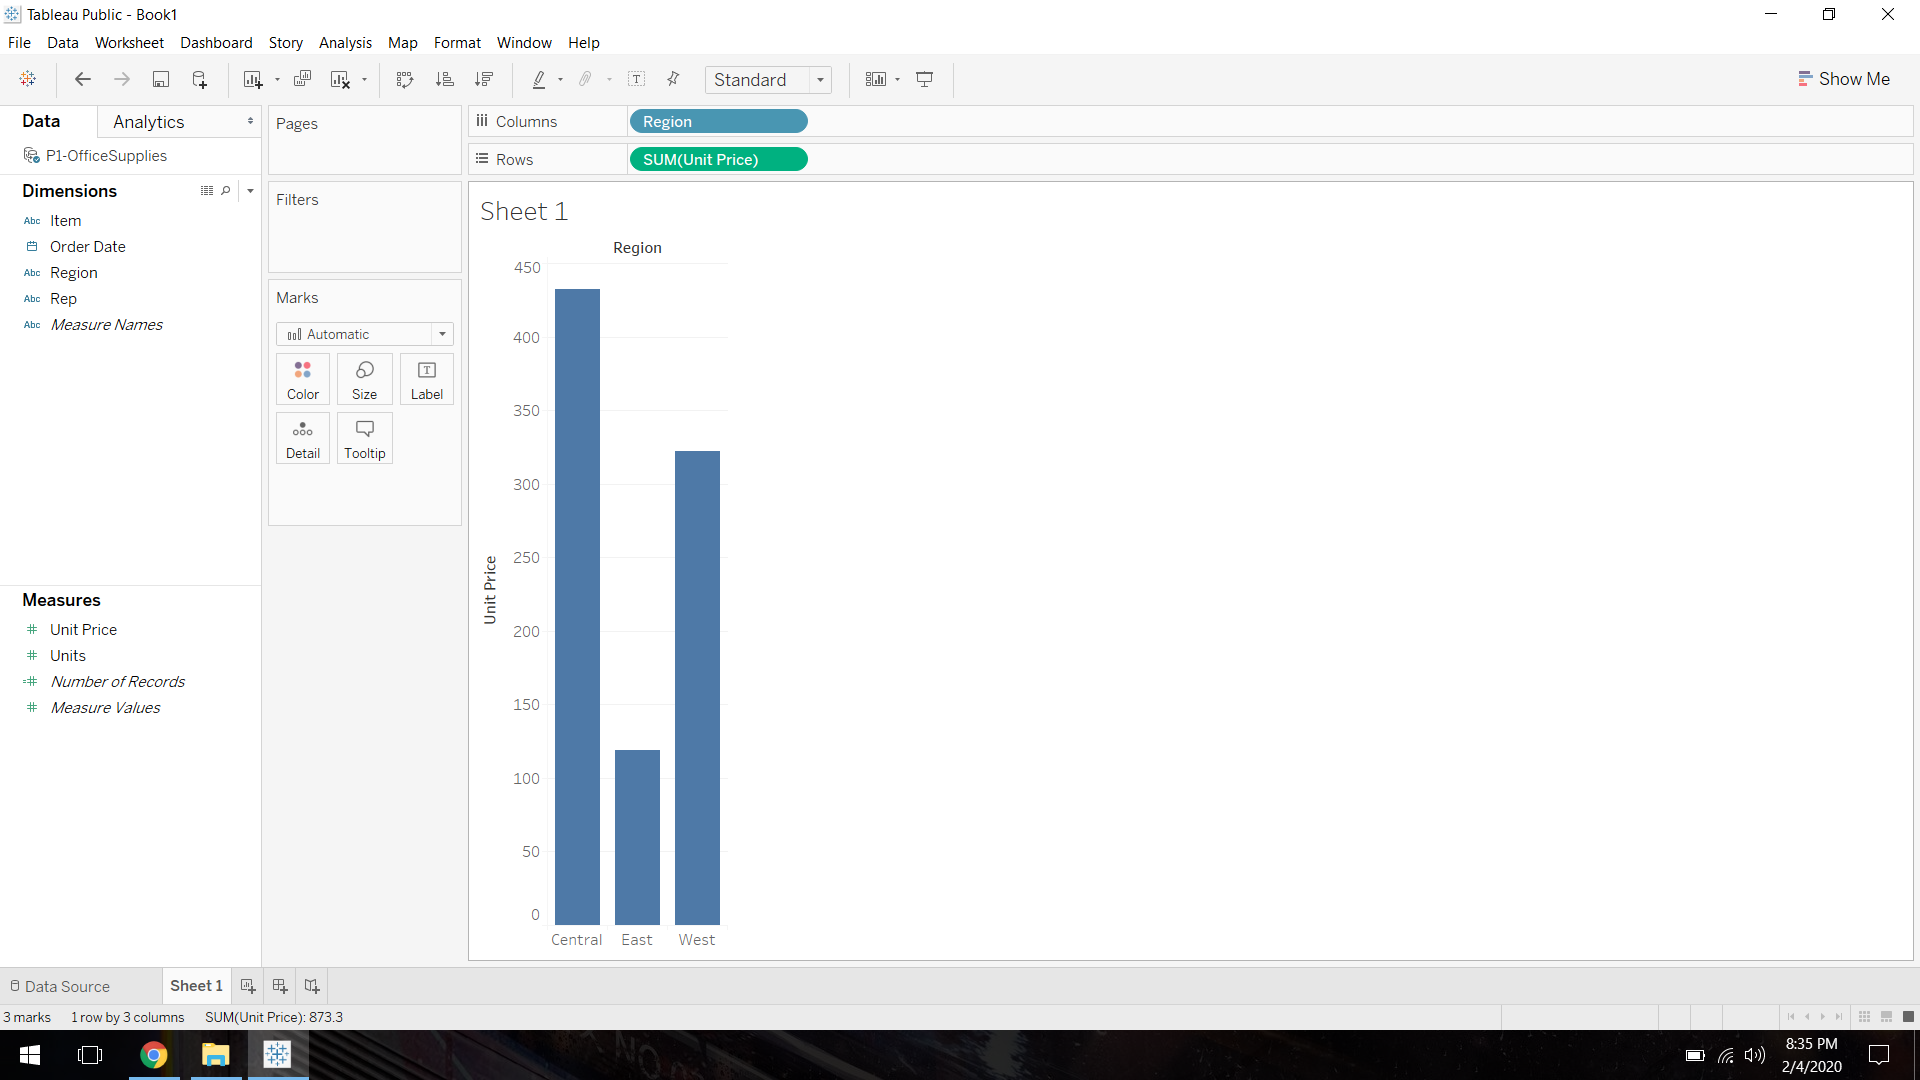 Tableau Public - Book1
File Data Worksheet Dashboard Story Analysis Map Format Window Help
Standard
Show Me
Data Analytics
P1-OfficeSupplies
Dimensions
Abc Item
Order Date
Abc Region
Abc Rep
Abc Measure Names
Measures
Unit Price
Units
Number of Records
Measure Values
Pages
Filters
Marks
Automatic
Color Size Label
Detail Tooltip
Columns Region
Rows SUM(Unit Price)
Sheet 1
Region
450
400
350
300
250
200
150
100
50
0
Unit Price
Central East West
Data Source Sheet 1
3 marks 1 row by 3 columns SUM(Unit Price): 873.3
8:35 PM
2/4/2020